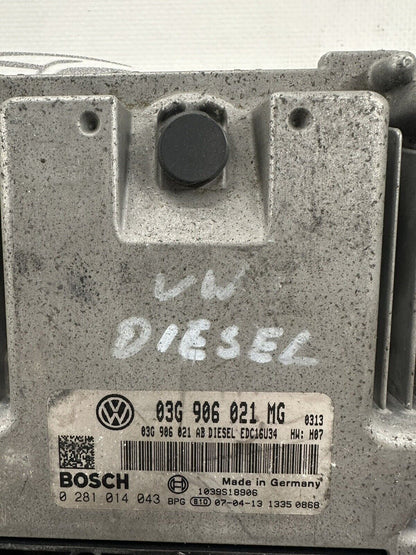 VW
DIESEL
03G 906 021 MG 0313
03G 906 021 AB DIESEL EDC16U34 HW: H07
BOSCH Made in Germany
1039S18906
0 281 014 043 BPG 810 07-04-13 1335 0868